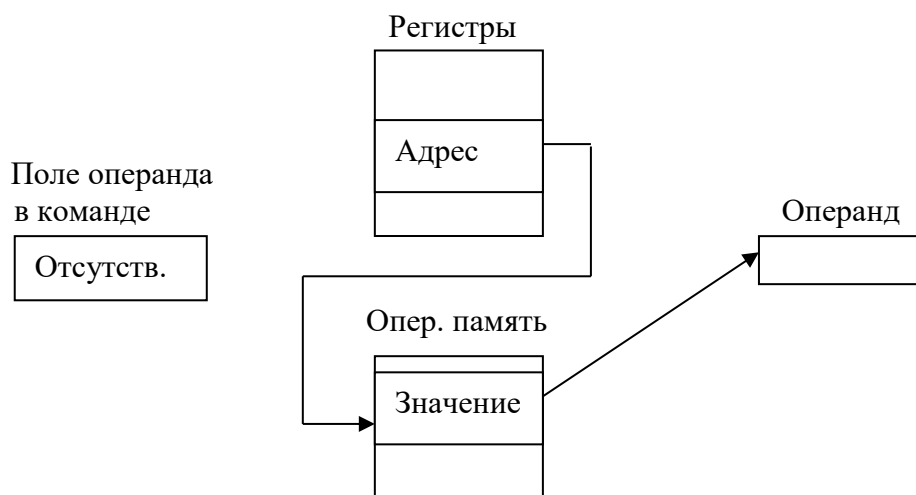 Регистры
Адрес
Поле операнда
в команде
Отсутств.
Операнд
Опер. память
Значение